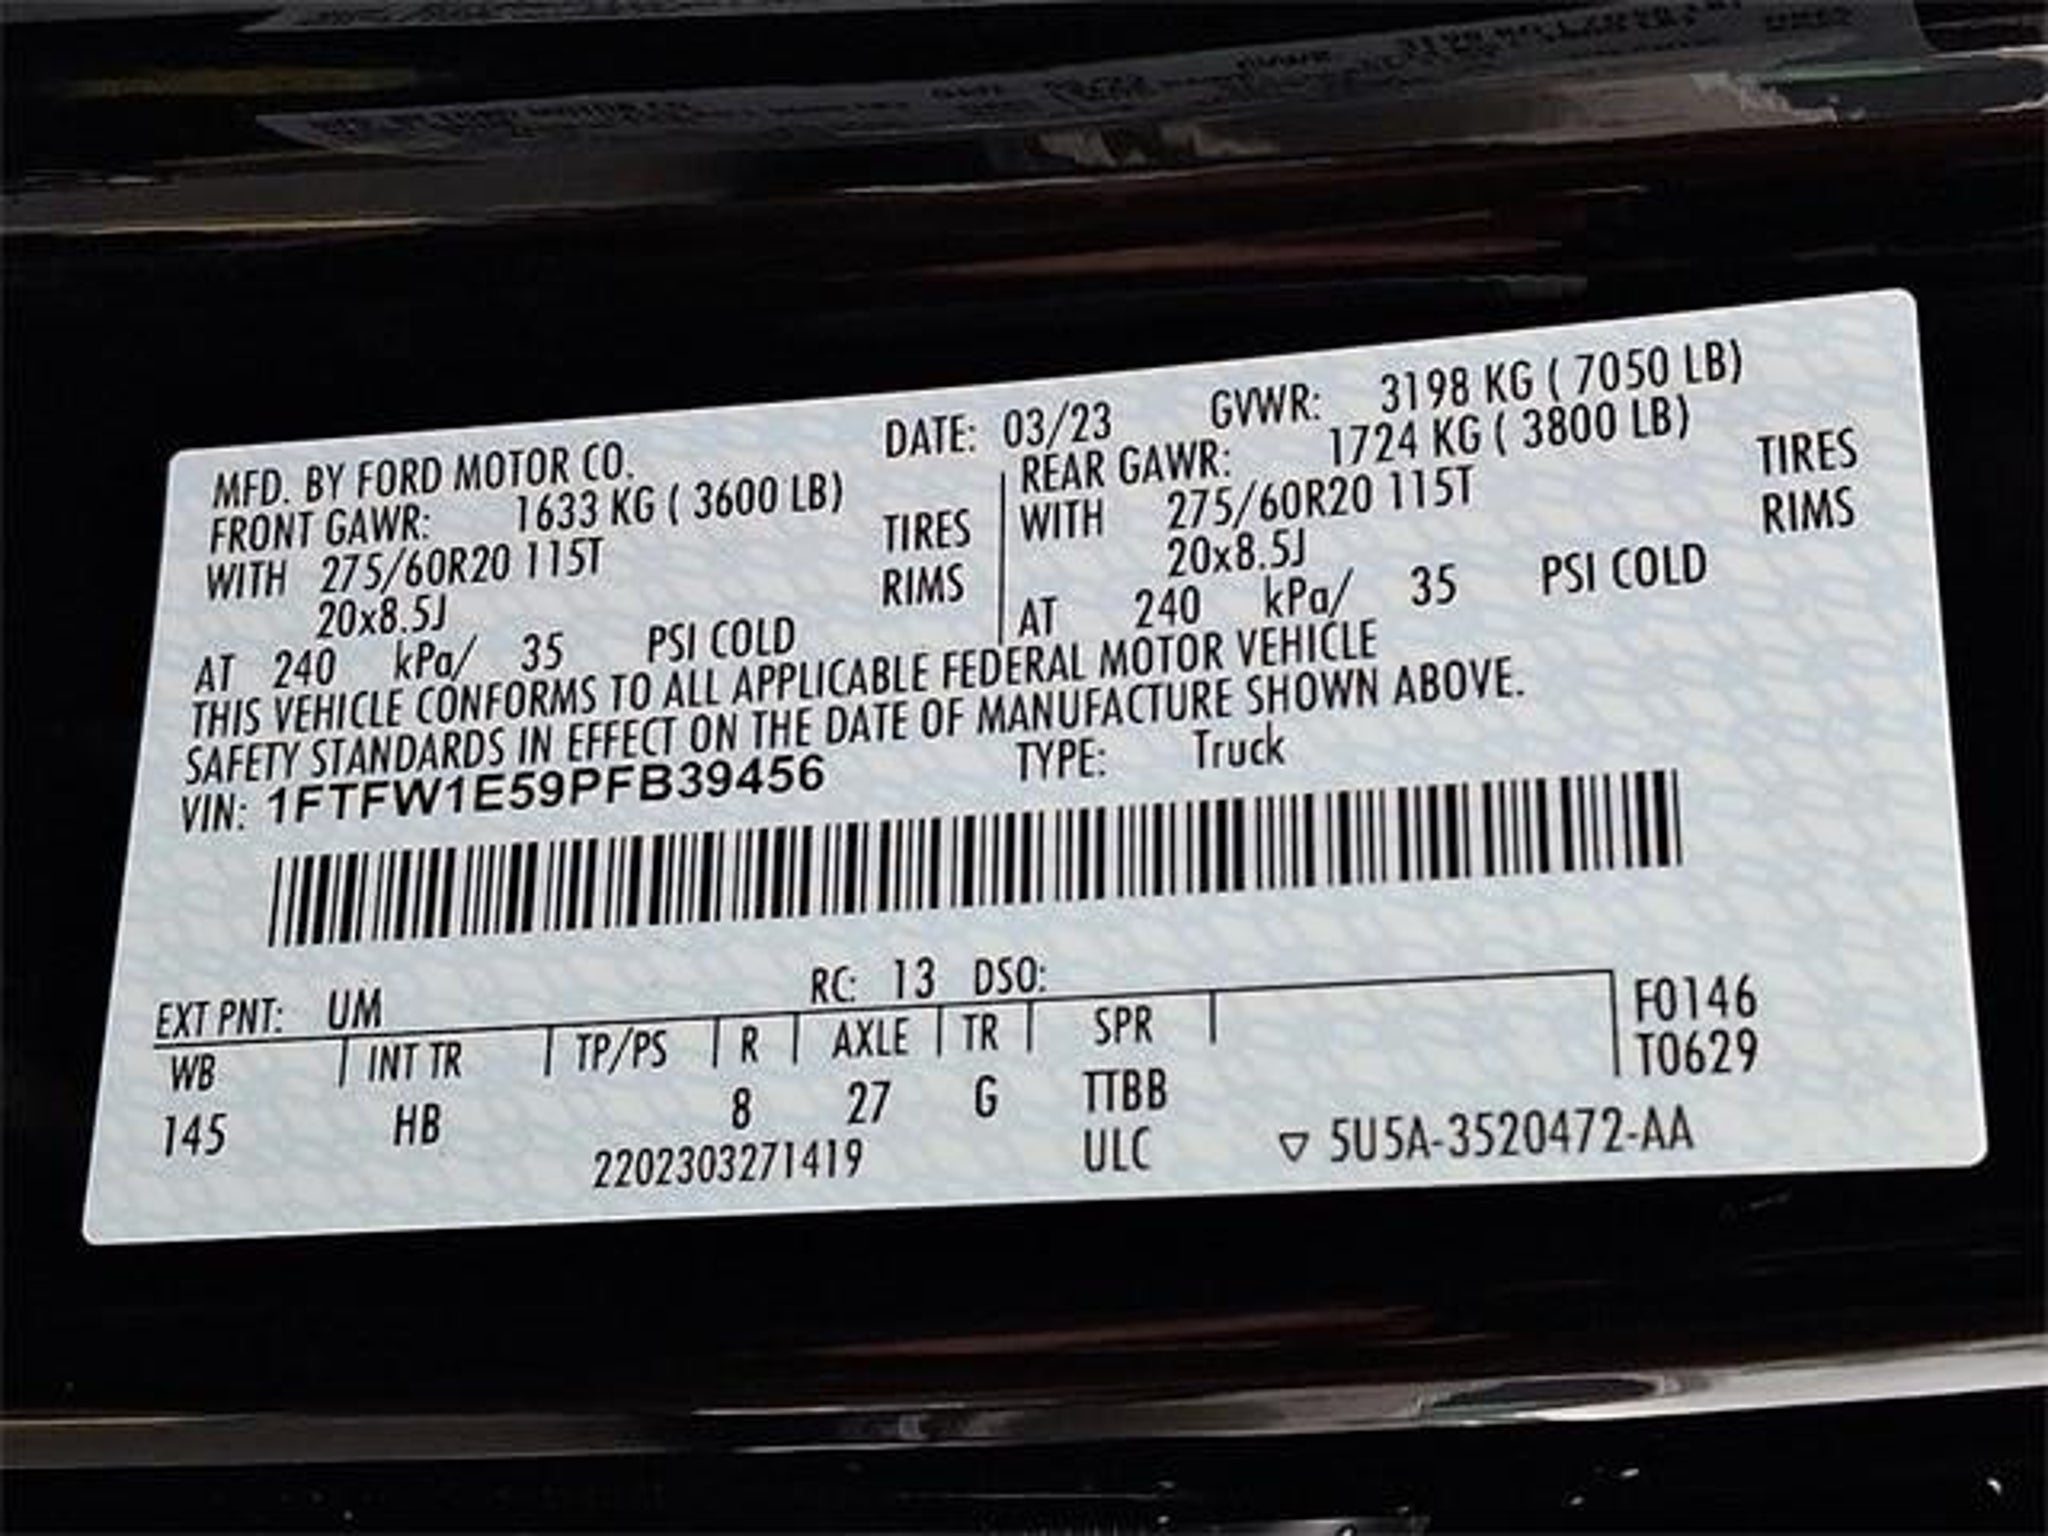 MFD. BY FORD MOTOR CO. DATE: 03/23 GVWR: 3198 KG ( 7050 LB)
FRONT GAWR: 1633 KG ( 3600 LB)
WITH 275/60R20 115T TIRES
20x8.5J RIMS
AT 240 kPa/ 35 PSI COLD
REAR GAWR: 1724 KG ( 3800 LB)
WITH 275/60R20 115T TIRES
20x8.5J RIMS
AT 240 kPa/ 35 PSI COLD
THIS VEHICLE CONFORMS TO ALL APPLICABLE FEDERAL MOTOR VEHICLE
SAFETY STANDARDS IN EFFECT ON THE DATE OF MANUFACTURE SHOWN ABOVE.
VIN: 1FTFW1E59PFB39456 TYPE: Truck
EXT PNT: UM RC: 13 DSO:
WB INT TR TP/PS R AXLE TR SPR F0146
T0629
145 HB 8 27 G TTBB
2202303271419 ULC ▽ 5U5A-3520472-AA